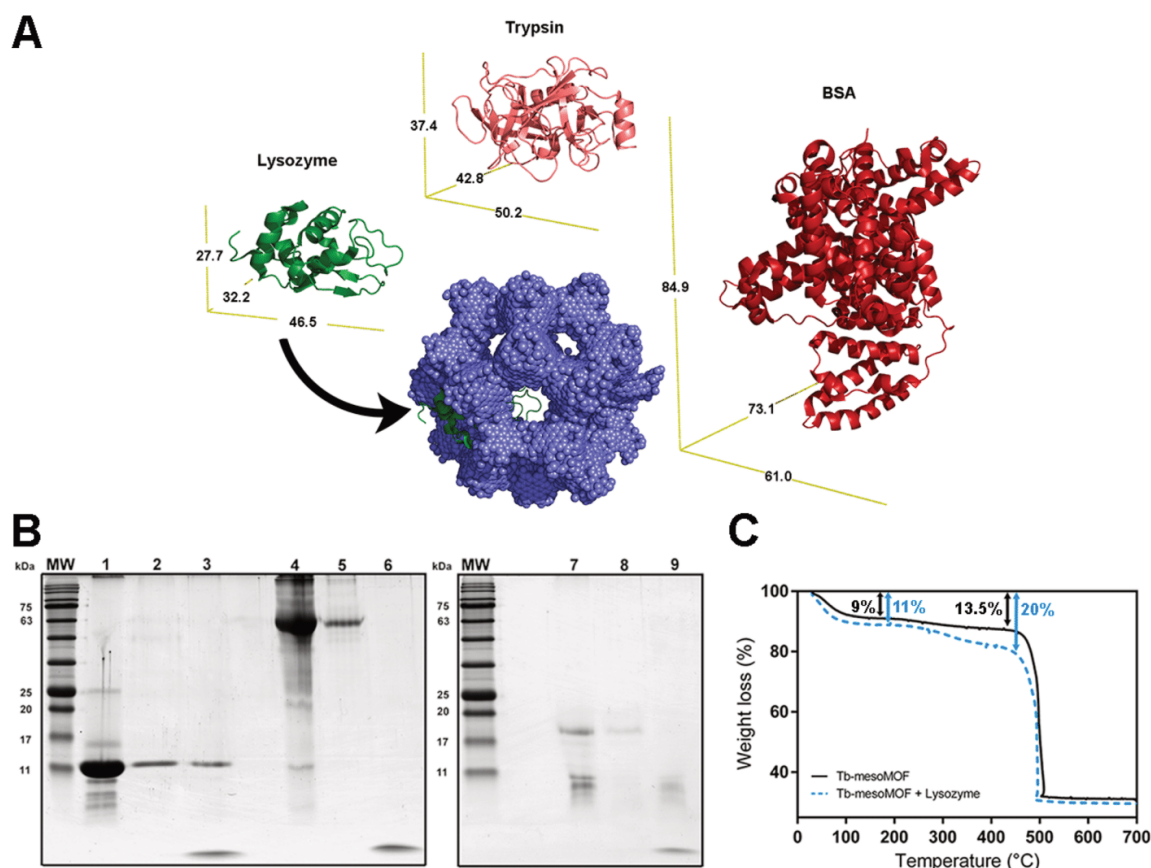 A
Trypsin
BSA
37.4
42.8
50.2
Lysozyme
27.7
32.2
46.5
84.9
73.1
61.0
B
kDa MW 1 2 3 4 5 6
75
63
25
20
17
11
kDa MW 7 8 9
75
63
25
20
17
11
C
Weight loss (%)
100
80
60
40
9% 11% 13.5% 20%
Tb-mesoMOF
Tb-mesoMOF + Lysozyme
0 100 200 300 400 500 600 700
Temperature (°C)